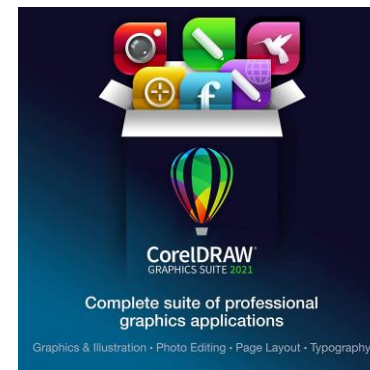 f
CorelDRAW®
GRAPHICS SUITE 2021
Complete suite of professional
graphics applications
Graphics & Illustration • Photo Editing • Page Layout • Typography